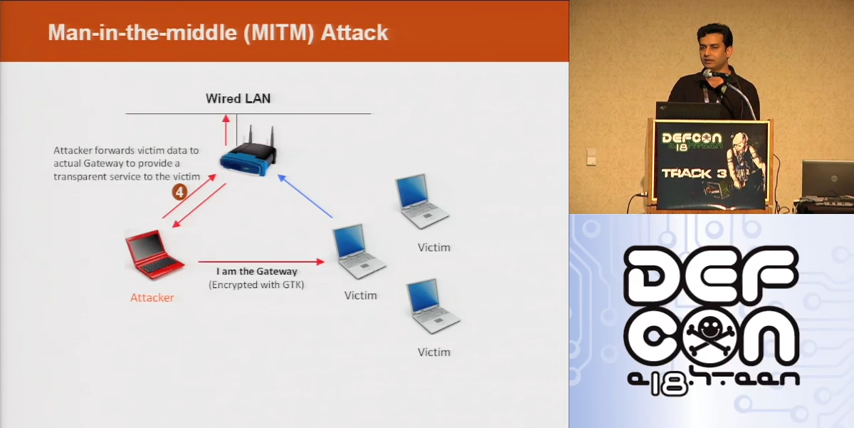 Man-in-the-middle (MITM) Attack
Wired LAN
Attacker forwards victim data to
actual Gateway to provide a
transparent service to the victim
4
Victim
I am the Gateway
(Encrypted with GTK)
Attacker
Victim
Victim
DEFCON
18
TRACK 3
DEF
CON
e18.h-teen